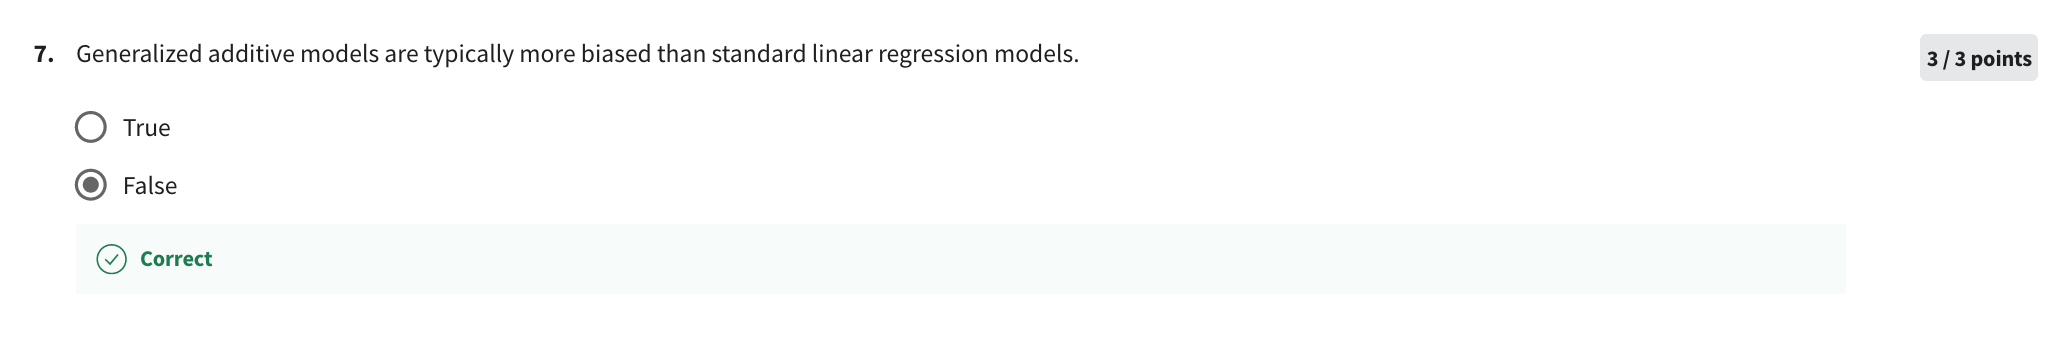 7. Generalized additive models are typically more biased than standard linear regression models.
3 / 3 points
True
False
Correct